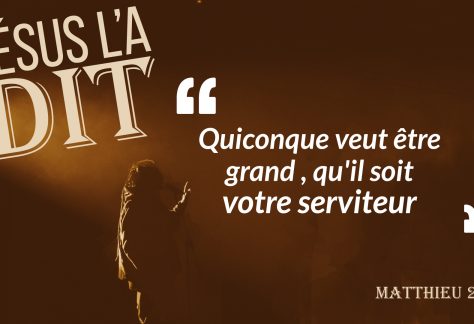 ÉSUS L'A
DIT
“
Quiconque veut être
grand , qu'il soit
votre serviteur
MATTHIEU 2